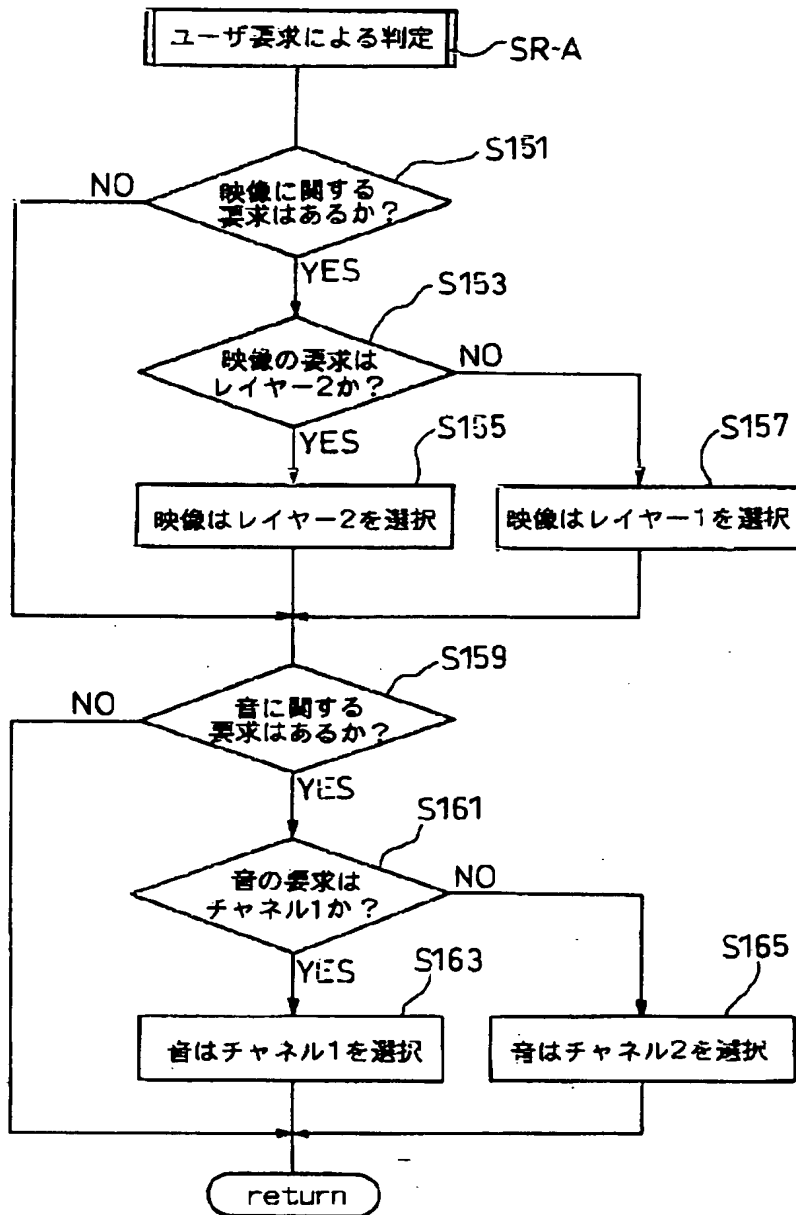 ユーザ要求による判定
SR-A
S151
NO
映像に関する
要求はあるか？
YES
S153
映像の要求は
レイヤー2か？
NO
YES
S155
S157
映像はレイヤー2を選択
映像はレイヤー1を選択
S159
NO
音に関する
要求はあるか？
YES
S161
音の要求は
チャネル1か？
NO
YES
S163
S165
音はチャネル1を選択
音はチャネル2を選択
return